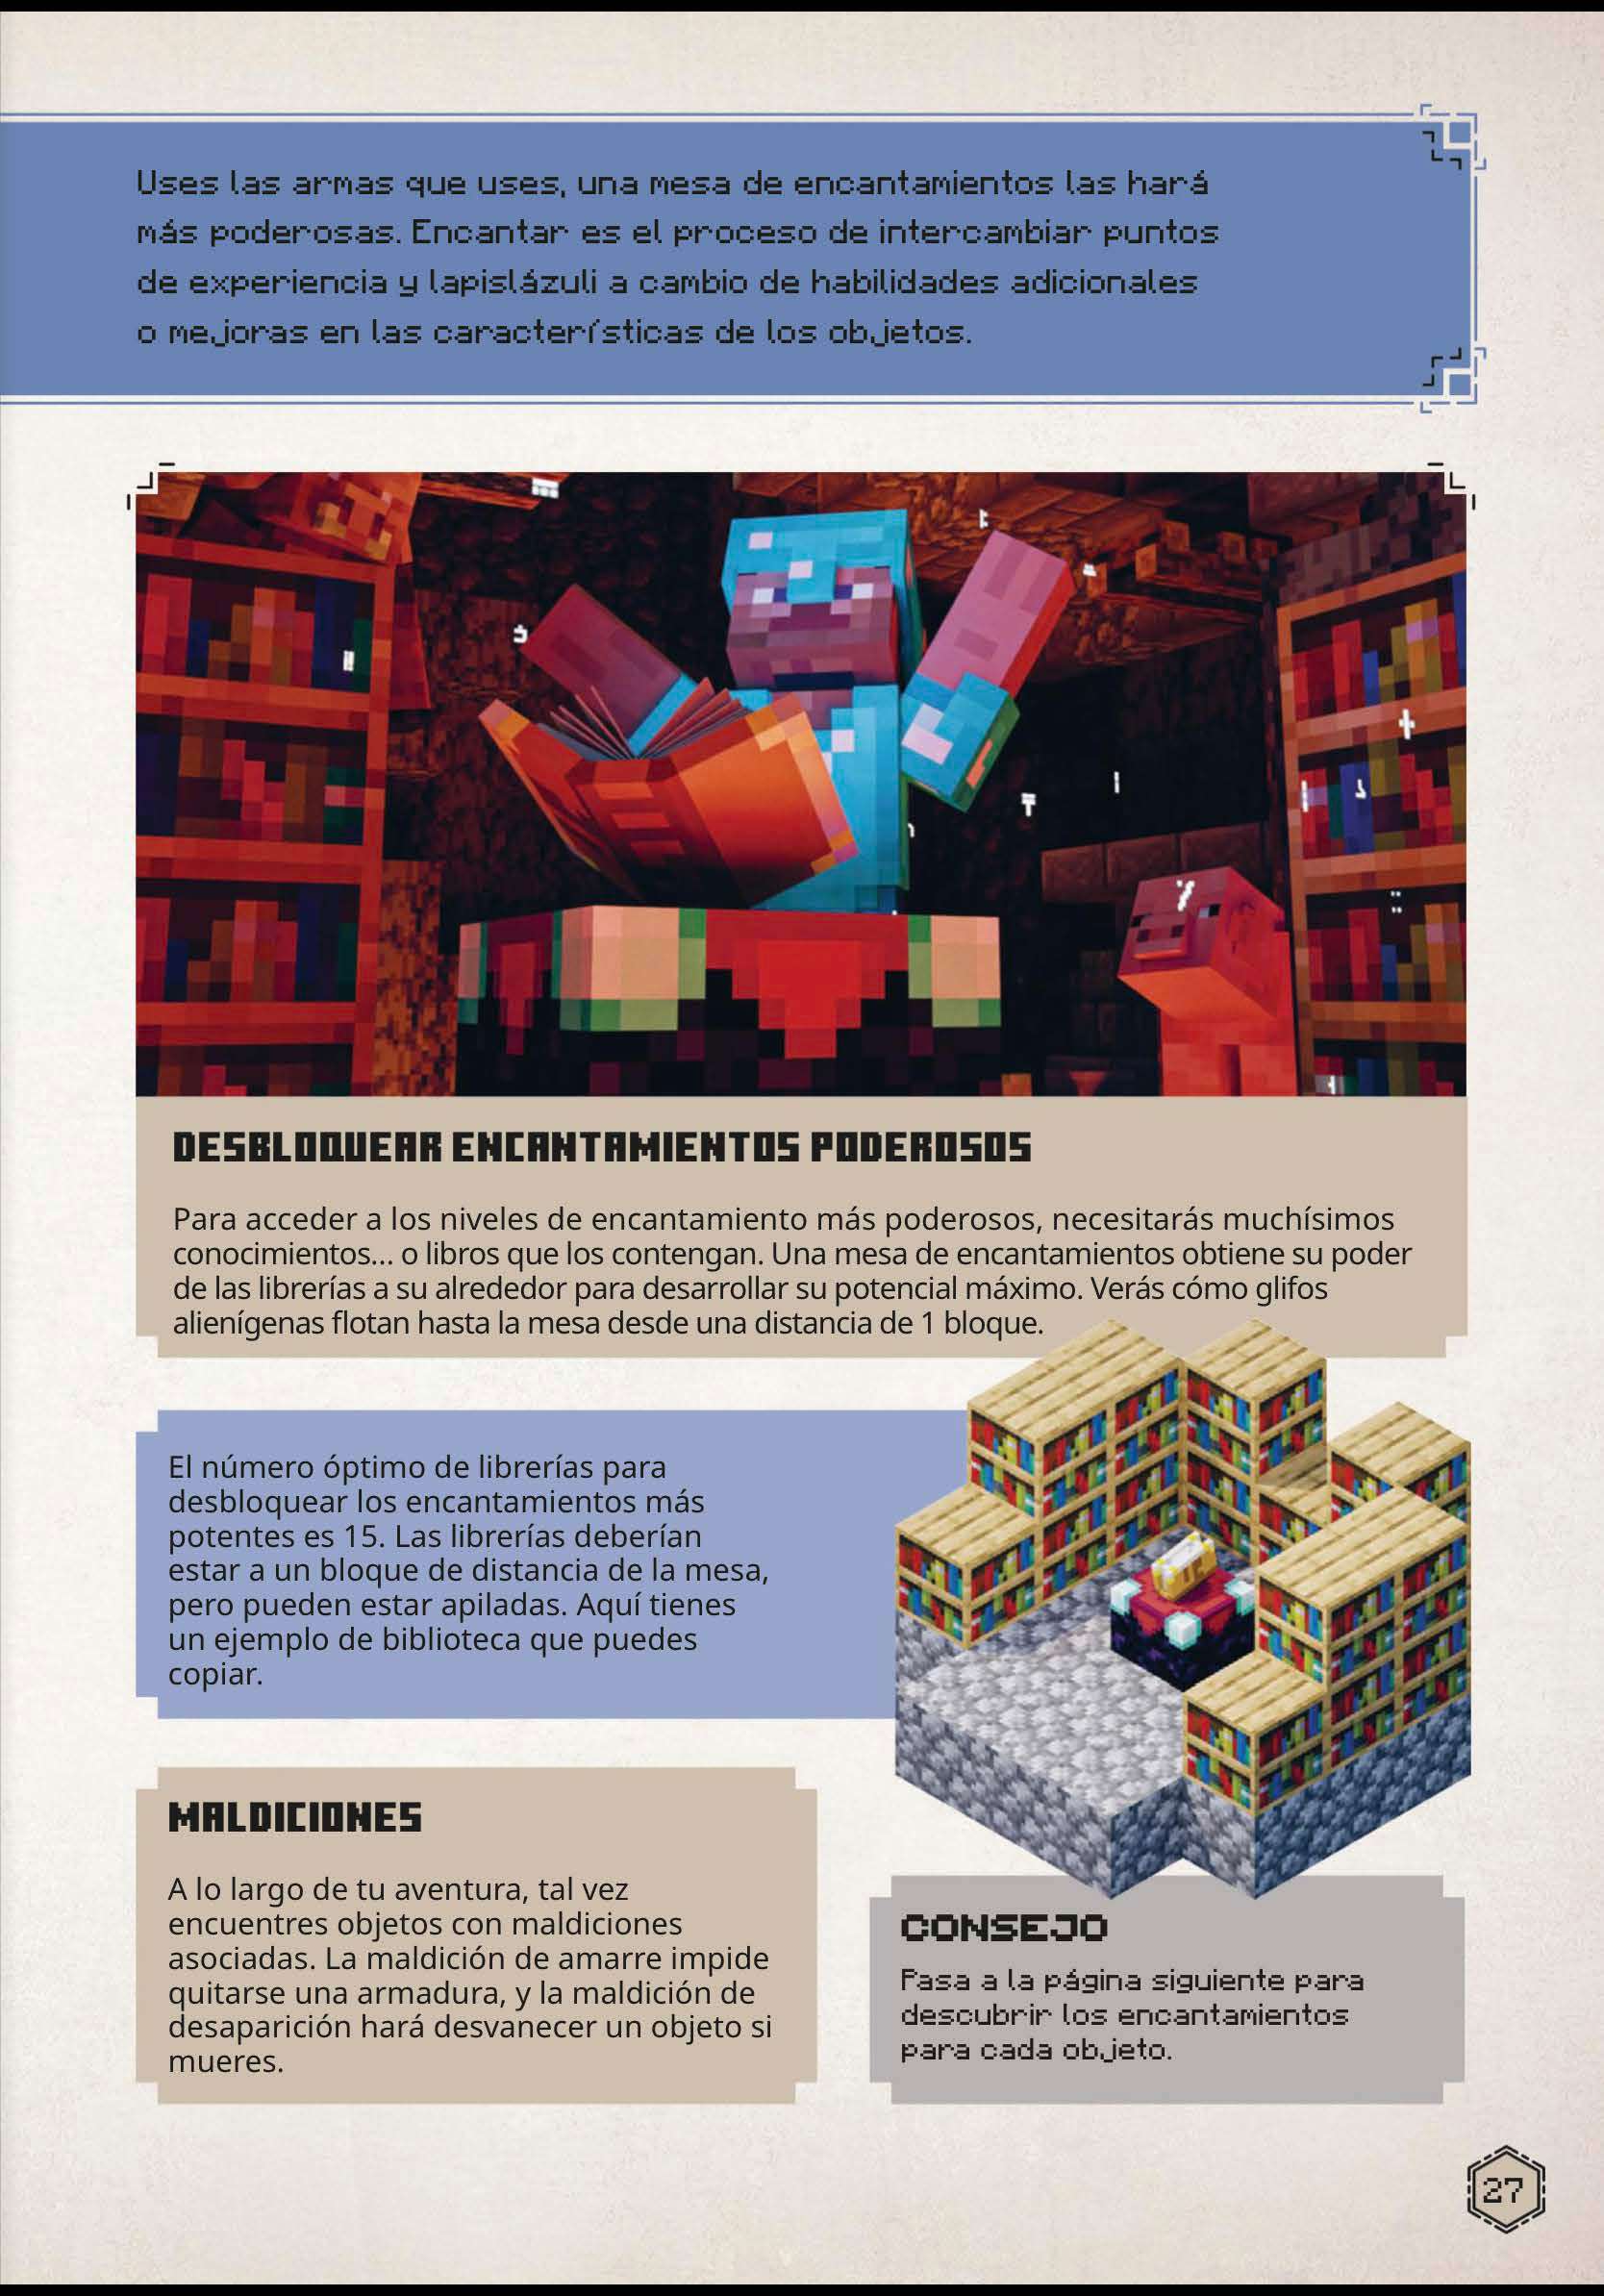 Uses las armas que uses, una mesa de encantamientos las hará
más poderosas. Encantar es el proceso de intercambiar puntos
de experiencia y lapislázuli a cambio de habilidades adicionales
o mejoras en las características de los objetos.
DESBLOQUEAR ENCANTAMIENTOS PODEROSOS
Para acceder a los niveles de encantamiento más poderosos, necesitarás muchísimos
conocimientos... o libros que los contengan. Una mesa de encantamientos obtiene su poder
de las librerías a su alrededor para desarrollar su potencial máximo. Verás cómo glifos
alienígenas flotan hasta la mesa desde una distancia de 1 bloque.
El número óptimo de librerías para
desbloquear los encantamientos más
potentes es 15. Las librerías deberían
estar a un bloque de distancia de la mesa,
pero pueden estar apiladas. Aquí tienes
un ejemplo de biblioteca que puedes
copiar.
MALDICIONES
A lo largo de tu aventura, tal vez
encuentres objetos con maldiciones
asociadas. La maldición de amarre impide
quitarse una armadura, y la maldición de
desaparición hará desvanecer un objeto si
mueres.
CONSEJO
Pasa a la página siguiente para
descubrir los encantamientos
para cada objeto.
27